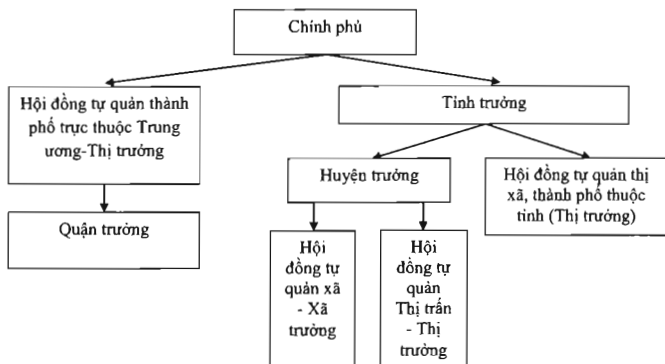 Chính phủ
Hội đồng tự quản thành
phố trực thuộc Trung
ương-Thị trưởng
Tỉnh trưởng
Huyện trưởng
Hội đồng tự quản thị
xã, thành phố thuộc
tỉnh (Thị trưởng)
Quận trưởng
Hội
đồng tự
quản xã
- Xã
trưởng
Hội
đồng tự
quản
Thị trấn
- Thị
trưởng